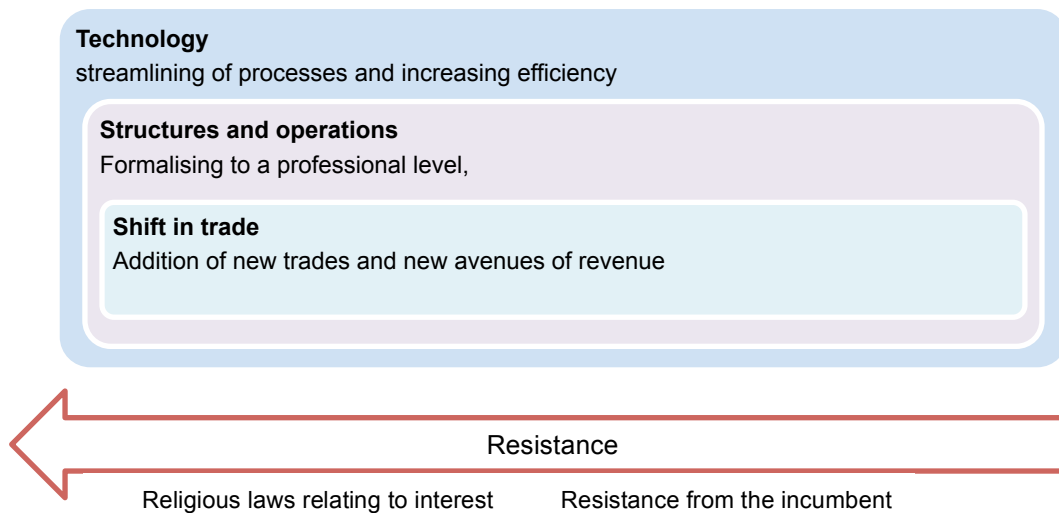 Technology
streamlining of processes and increasing efficiency
Structures and operations
Formalising to a professional level,
Shift in trade
Addition of new trades and new avenues of revenue
Resistance
Religious laws relating to interest
Resistance from the incumbent